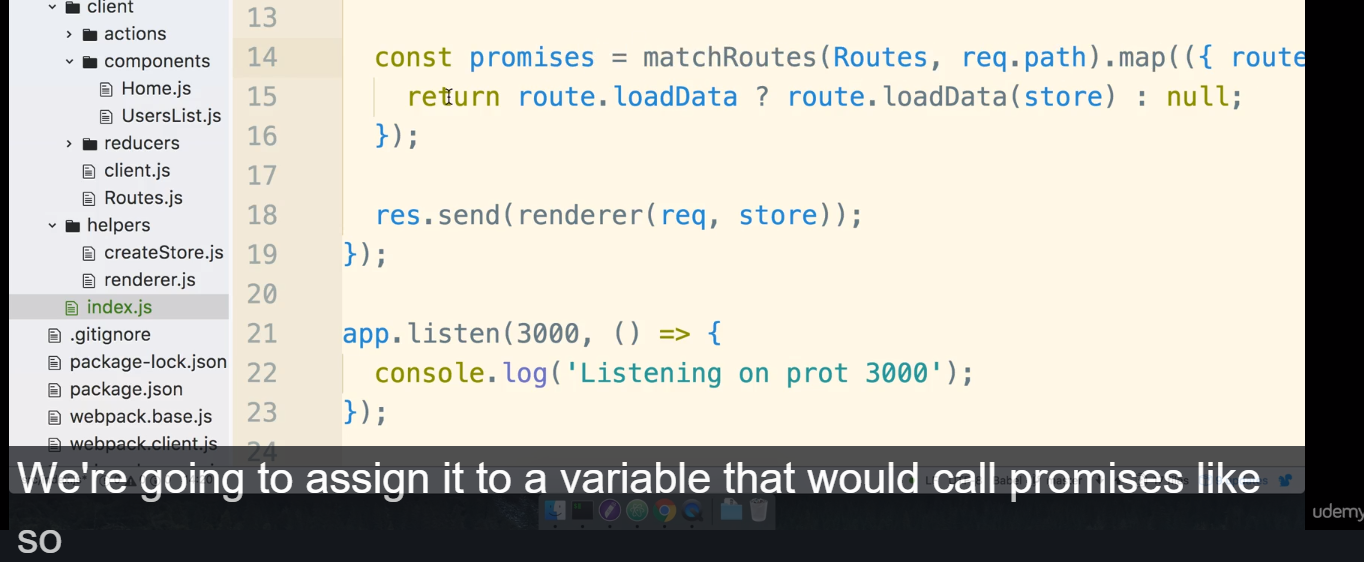 client
actions
components
Home.js
UsersList.js
reducers
client.js
Routes.js
helpers
createStore.js
renderer.js
index.js
.gitignore
package-lock.json
package.json
webpack.base.js
webpack.client.js
13
14 const promises = matchRoutes(Routes, req.path).map(({ route
15 return route.loadData ? route.loadData(store) : null;
16 });
17
18 res.send(renderer(req, store));
19 });
20
21 app.listen(3000, () => {
22 console.log('Listening on prot 3000');
23 });
24
We're going to assign it to a variable that would call promises like
so
udemy